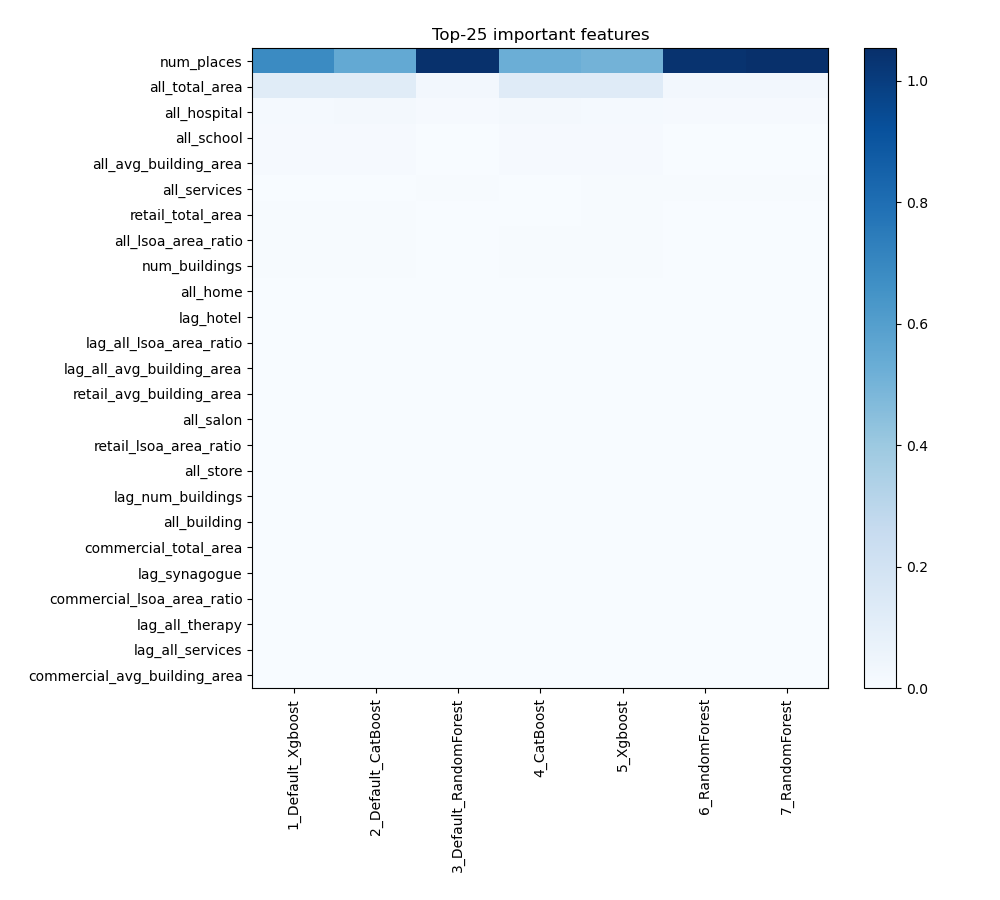 Top-25 important features
num_places
all_total_area
all_hospital
all_school
all_avg_building_area
all_services
retail_total_area
all_lsoa_area_ratio
num_buildings
all_home
lag_hotel
lag_all_lsoa_area_ratio
lag_all_avg_building_area
retail_avg_building_area
all_salon
retail_lsoa_area_ratio
all_store
lag_num_buildings
all_building
commercial_total_area
lag_synagogue
commercial_lsoa_area_ratio
lag_all_therapy
lag_all_services
commercial_avg_building_area
1_Default_Xgboost
2_Default_CatBoost
3_Default_RandomForest
4_CatBoost
5_Xgboost
6_RandomForest
7_RandomForest
1.0
0.8
0.6
0.4
0.2
0.0